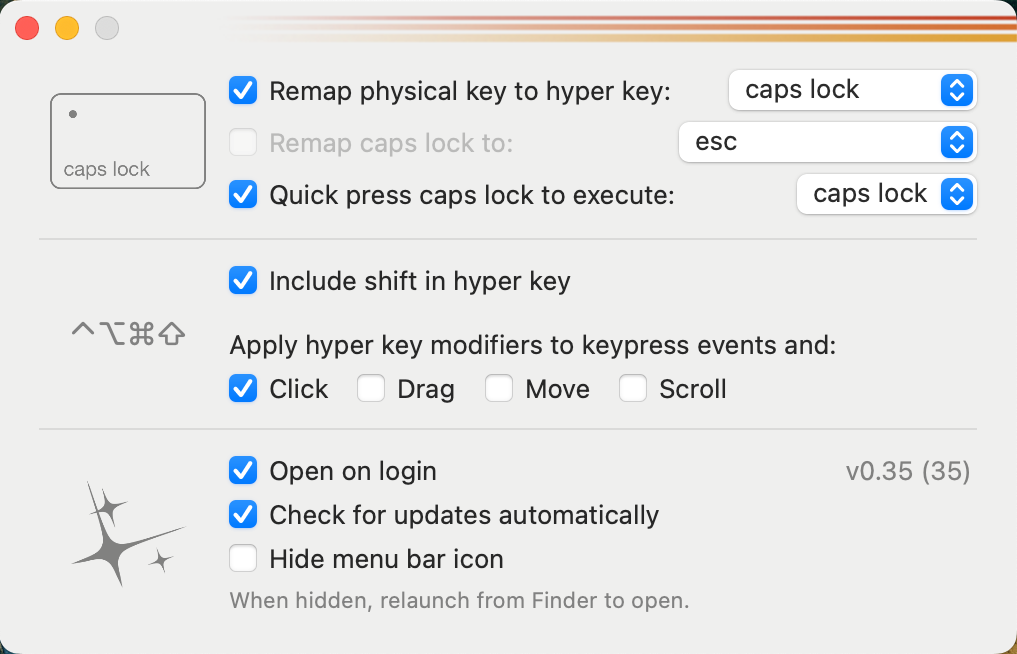 Remap physical key to hyper key: caps lock
caps lock
Remap caps lock to: esc
Quick press caps lock to execute: caps lock
Include shift in hyper key
⌃⌥⌘⇧
Apply hyper key modifiers to keypress events and:
Click Drag Move Scroll
Open on login v0.35 (35)
Check for updates automatically
Hide menu bar icon
When hidden, relaunch from Finder to open.